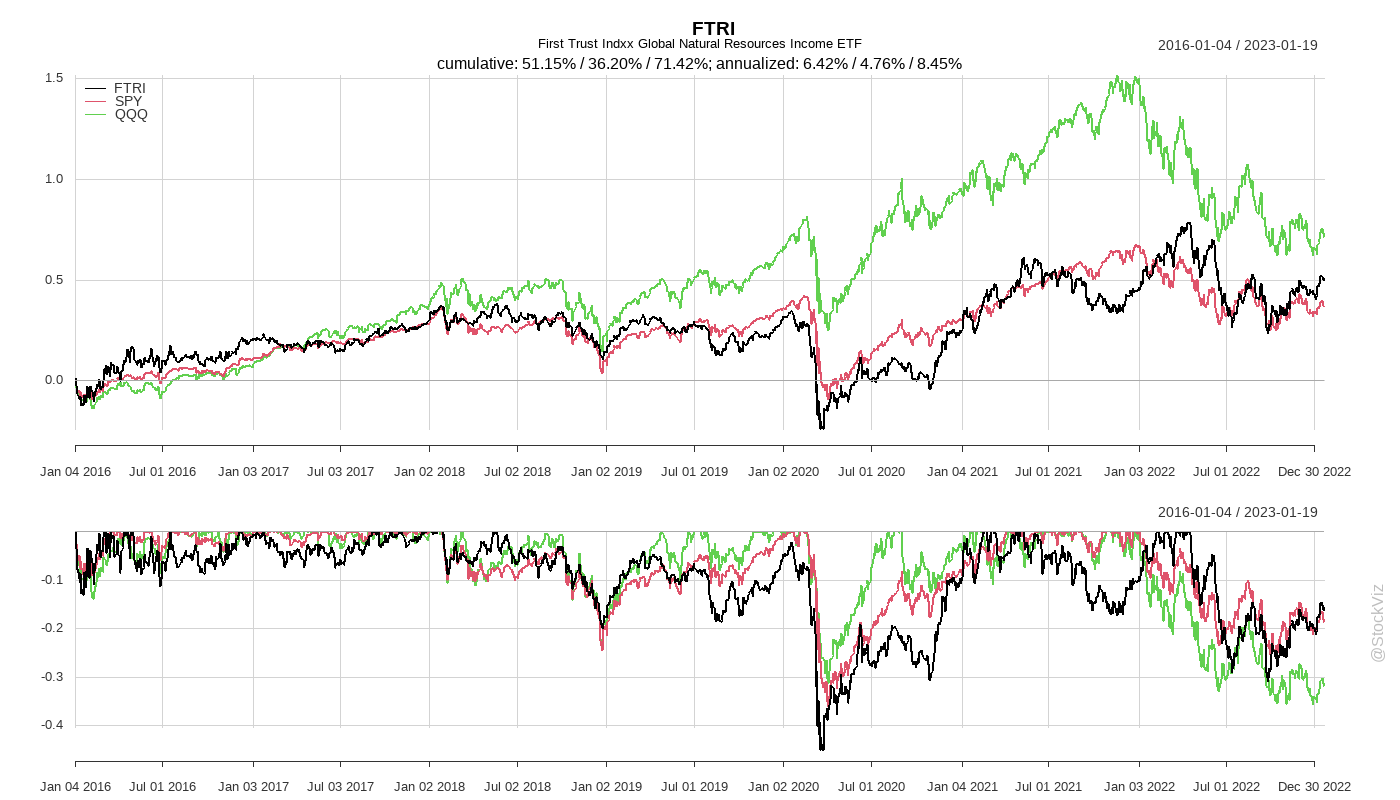 FTRI
First Trust Indxx Global Natural Resources Income ETF
2016-01-04 / 2023-01-19
cumulative: 51.15% / 36.20% / 71.42%; annualized: 6.42% / 4.76% / 8.45%
1.5
FTRI
SPY
QQQ
1.0
0.5
0.0
Jan 04 2016 Jul 01 2016 Jan 03 2017 Jul 03 2017 Jan 02 2018 Jul 02 2018 Jan 02 2019 Jul 01 2019 Jan 02 2020 Jul 01 2020 Jan 04 2021 Jul 01 2021 Jan 03 2022 Jul 01 2022 Dec 30 2022
2016-01-04 / 2023-01-19
-0.1
-0.2
-0.3
-0.4
Jan 04 2016 Jul 01 2016 Jan 03 2017 Jul 03 2017 Jan 02 2018 Jul 02 2018 Jan 02 2019 Jul 01 2019 Jan 02 2020 Jul 01 2020 Jan 04 2021 Jul 01 2021 Jan 03 2022 Jul 01 2022 Dec 30 2022
@StockViz